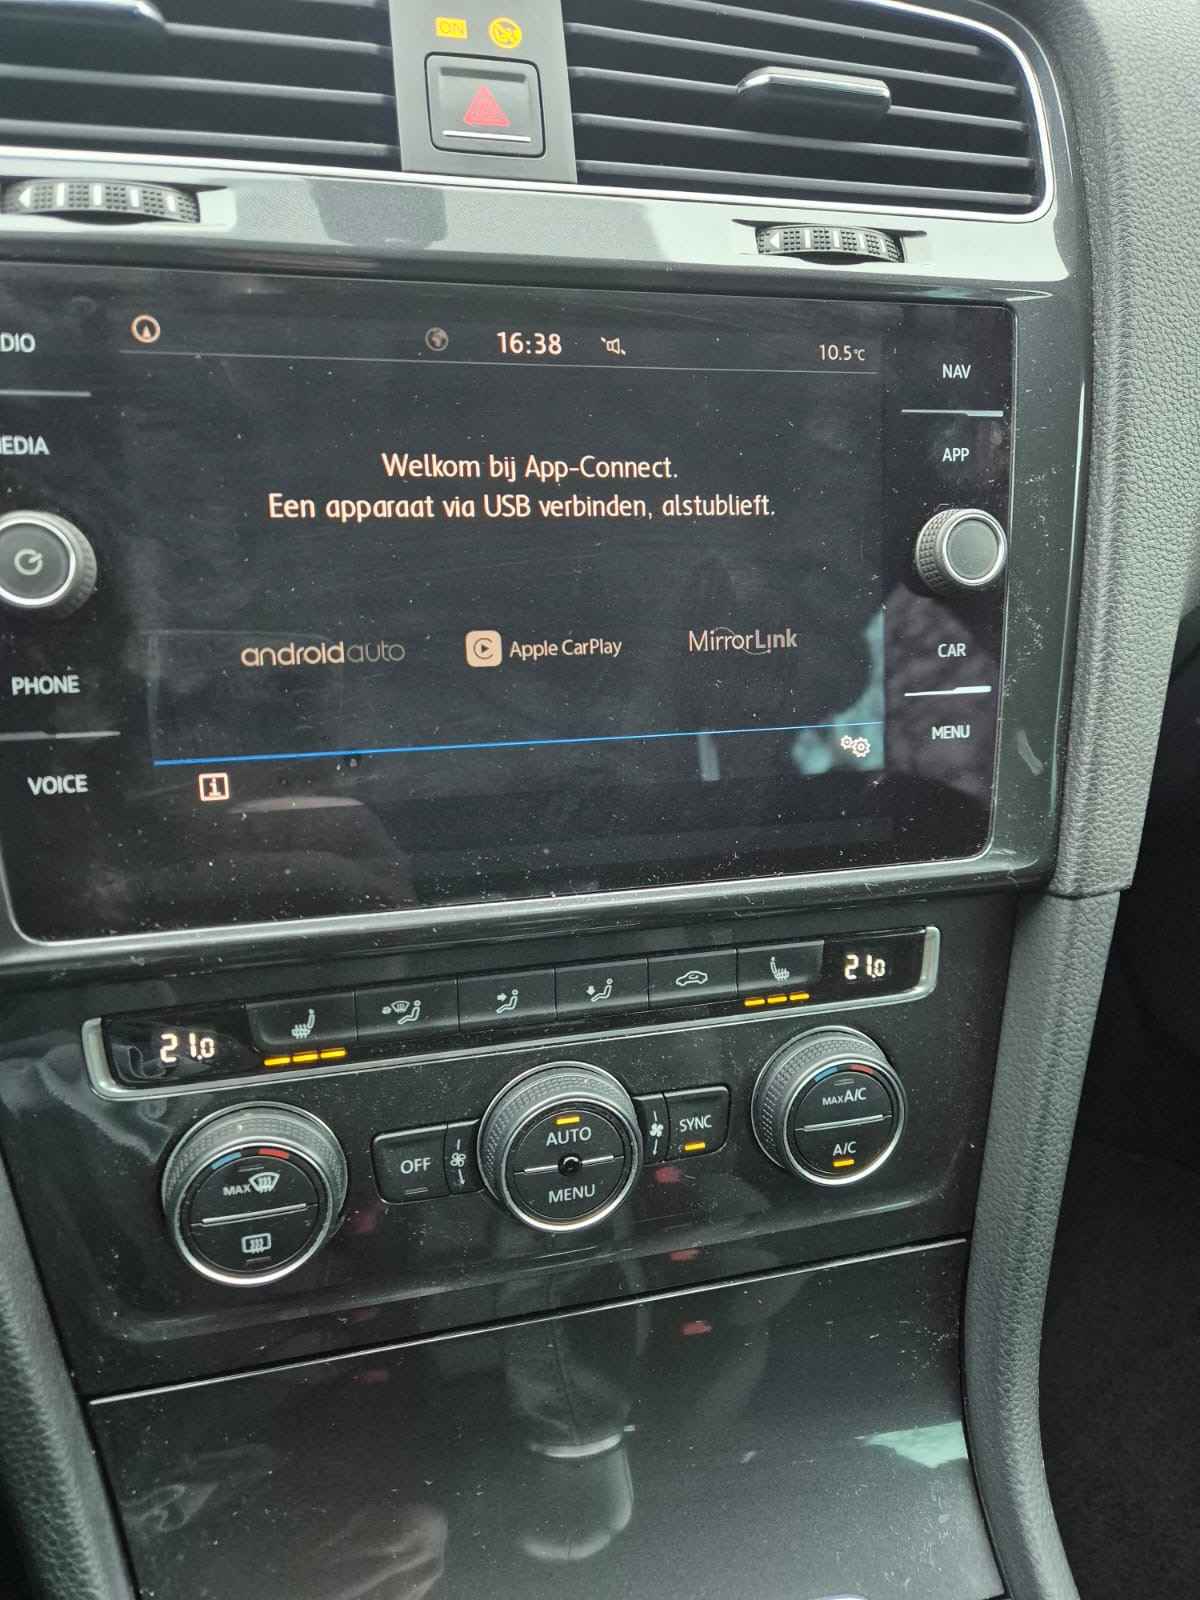 ON
DIO
16:38
10.5°C
NAV
EDIA
Welkom bij App-Connect.
Een apparaat via USB verbinden, alstublieft.
APP
androidauto
Apple CarPlay
MirrorLink
PHONE
CAR
VOICE
MENU
i
21.0
21.0
MAX
OFF
AUTO
MENU
SYNC
MAX A/C
A/C